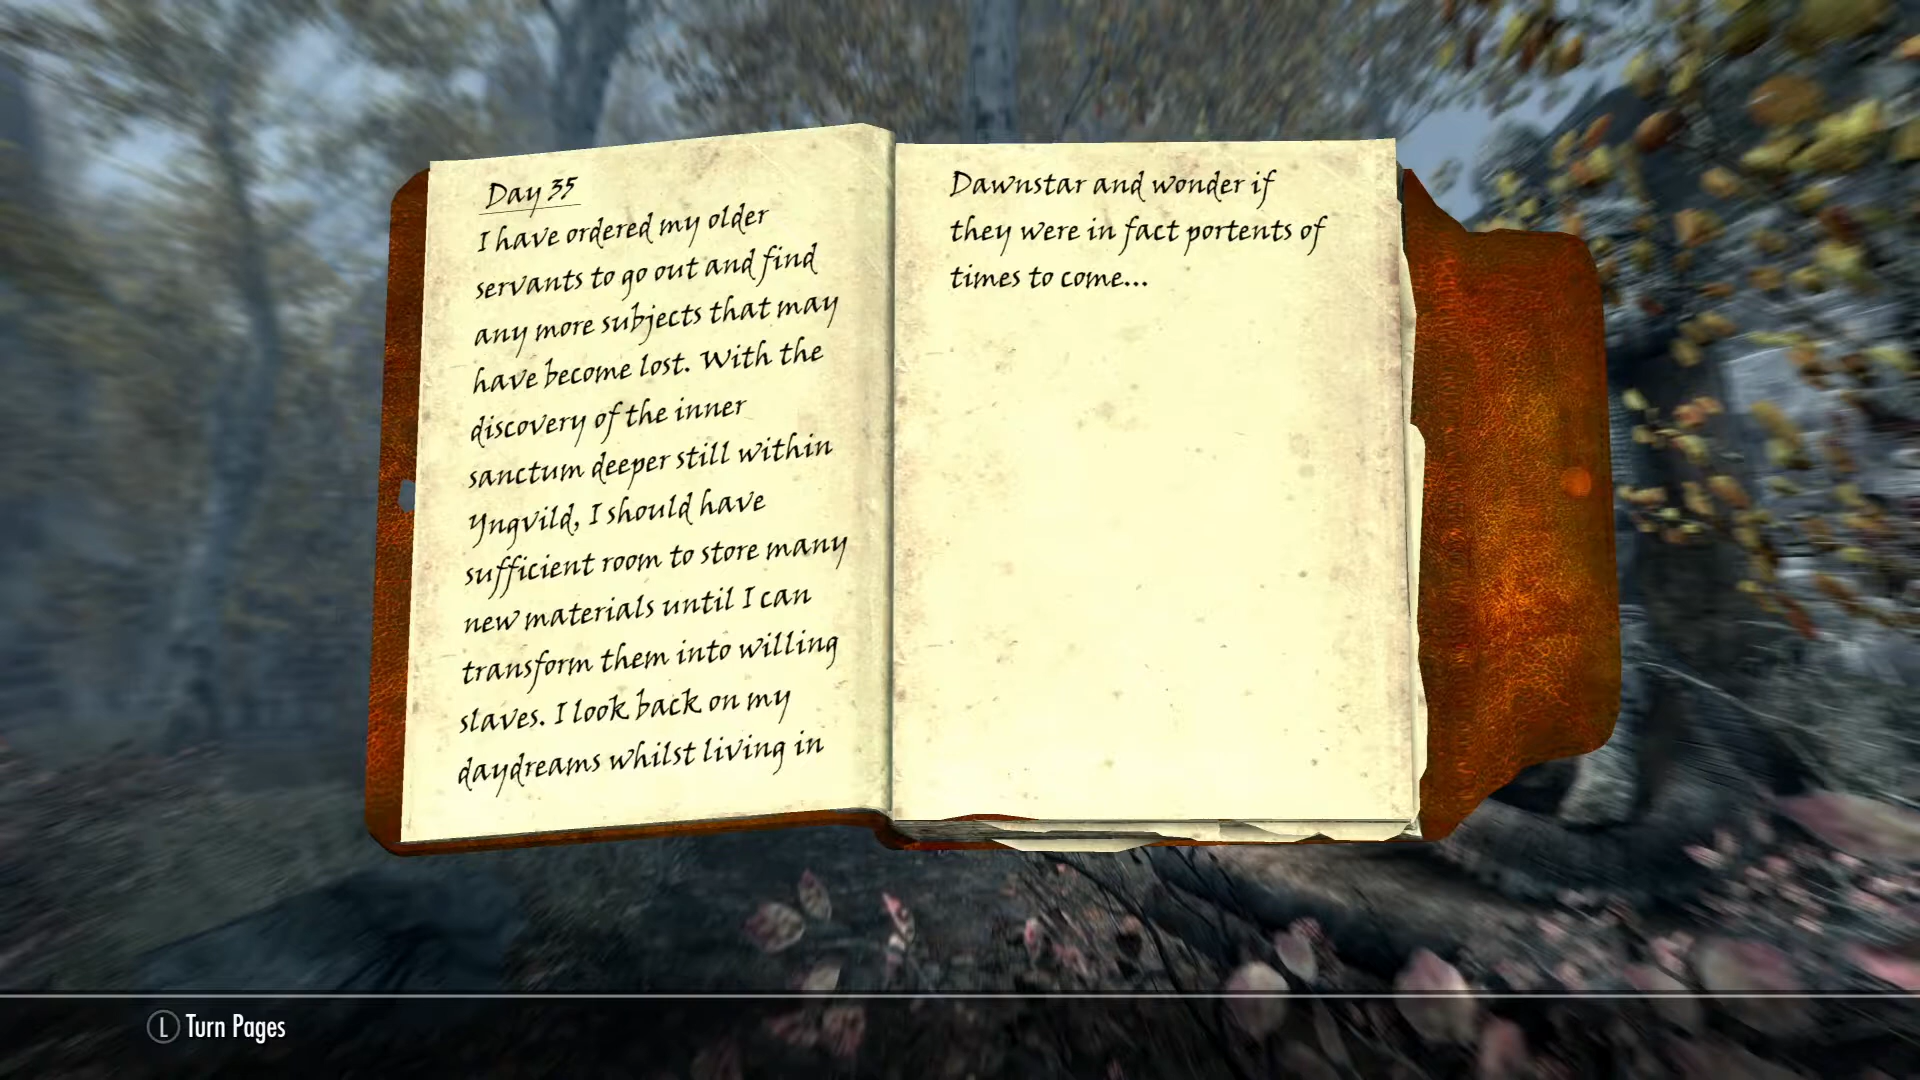 Day 35
I have ordered my older
servants to go out and find
any more subjects that may
have become lost. With the
discovery of the inner
sanctum deeper still within
Yngvild, I should have
sufficient room to store many
new materials until I can
transform them into willing
slaves. I look back on my
daydreams whilst living in
Dawnstar and wonder if
they were in fact portents of
times to come...
L Turn Pages